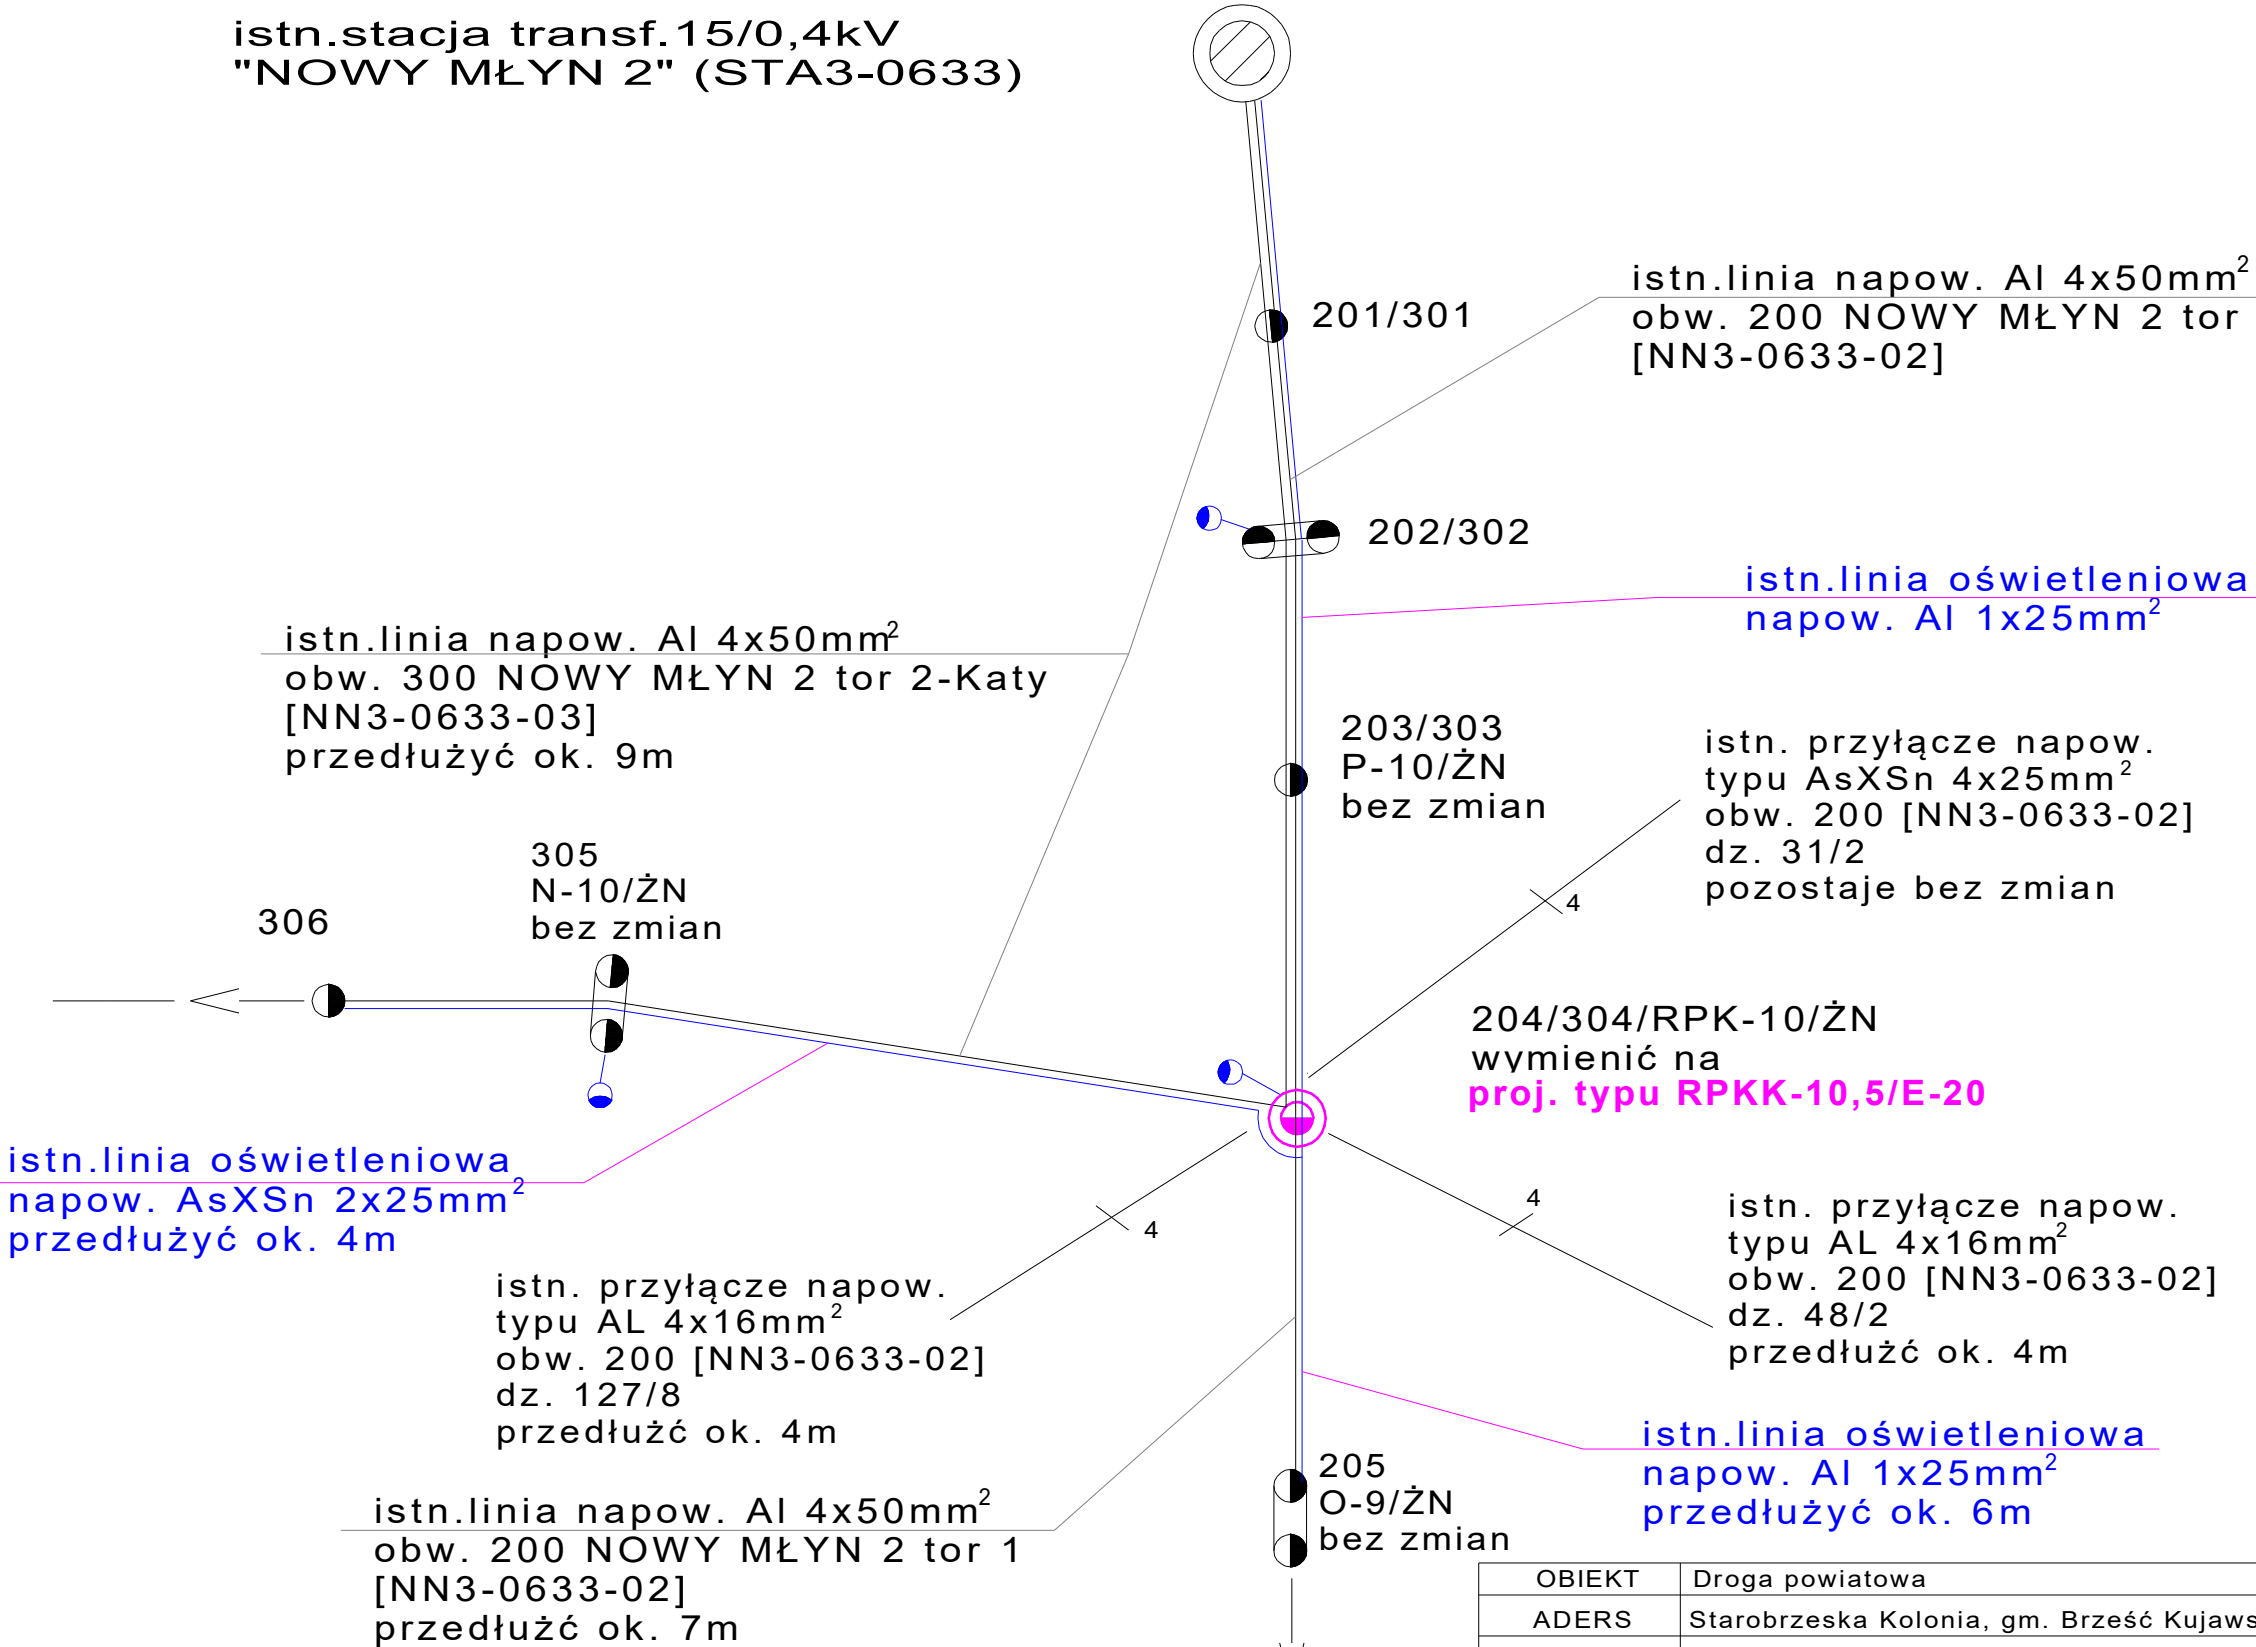 istn.stacja transf.15/0,4kV
"NOWY MŁYN 2" (STA3-0633)
201/301
istn.linia napow. Al 4x50mm²
obw. 200 NOWY MŁYN 2 tor
[NN3-0633-02]
202/302
istn.linia oświetleniowa
napow. Al 1x25mm²
istn.linia napow. Al 4x50mm²
obw. 300 NOWY MŁYN 2 tor 2-Katy
[NN3-0633-03]
przedłużyć ok. 9m
203/303
P-10/ŻN
bez zmian
istn. przyłącze napow.
typu AsXSn 4x25mm²
obw. 200 [NN3-0633-02]
dz. 31/2
pozostaje bez zmian
4
305
N-10/ŻN
bez zmian
306
204/304/RPK-10/ŻN
wymienić na
proj. typu RPKK-10,5/E-20
istn.linia oświetleniowa
napow. AsXSn 2x25mm²
przedłużyć ok. 4m
4
4
istn. przyłącze napow.
typu AL 4x16mm²
obw. 200 [NN3-0633-02]
dz. 48/2
przedłużć ok. 4m
istn. przyłącze napow.
typu AL 4x16mm²
obw. 200 [NN3-0633-02]
dz. 127/8
przedłużć ok. 4m
istn.linia oświetleniowa
napow. Al 1x25mm²
przedłużyć ok. 6m
205
O-9/ŻN
bez zmian
istn.linia napow. Al 4x50mm²
obw. 200 NOWY MŁYN 2 tor 1
[NN3-0633-02]
przedłużć ok. 7m
OBIEKT Droga powiatowa
ADERS Starobrzeska Kolonia, gm. Brześć Kujaws